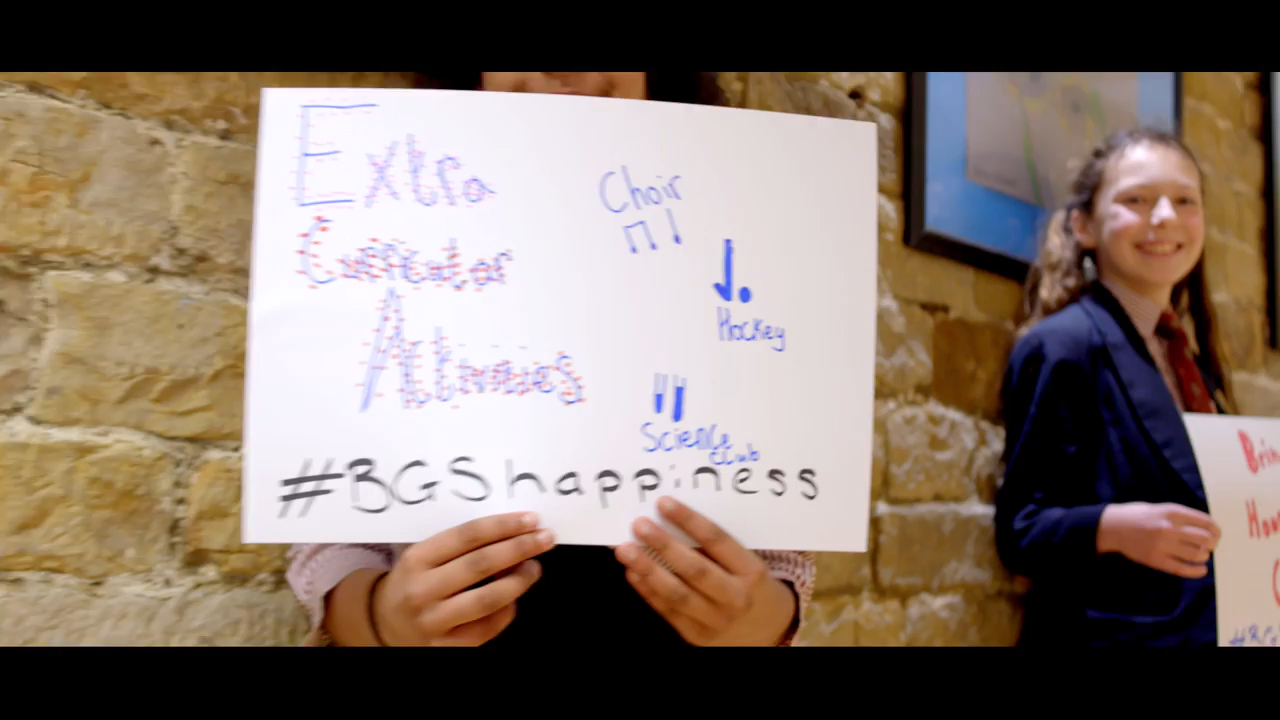 Extra
Curricular
Activities
Choir
Hockey
Science
club
#BGShappiness